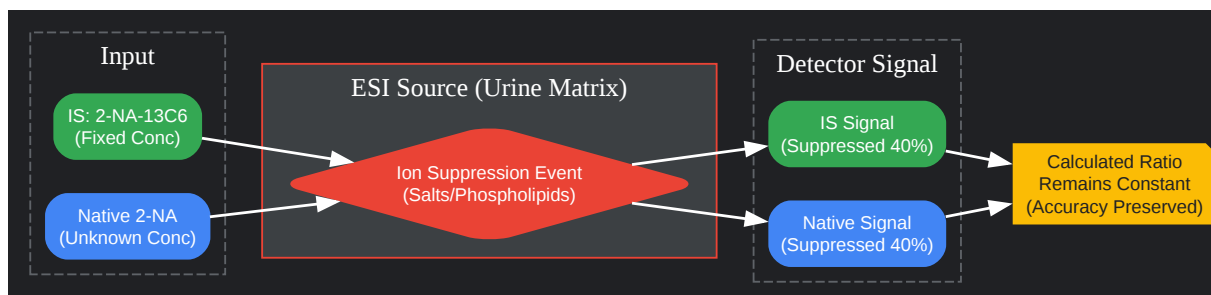 Input
IS: 2-NA-13C6
(Fixed Conc)
Native 2-NA
(Unknown Conc)
ESI Source (Urine Matrix)
Ion Suppression Event
(Salts/Phospholipids)
Detector Signal
IS Signal
(Suppressed 40%)
Native Signal
(Suppressed 40%)
Calculated Ratio
Remains Constant
(Accuracy Preserved)